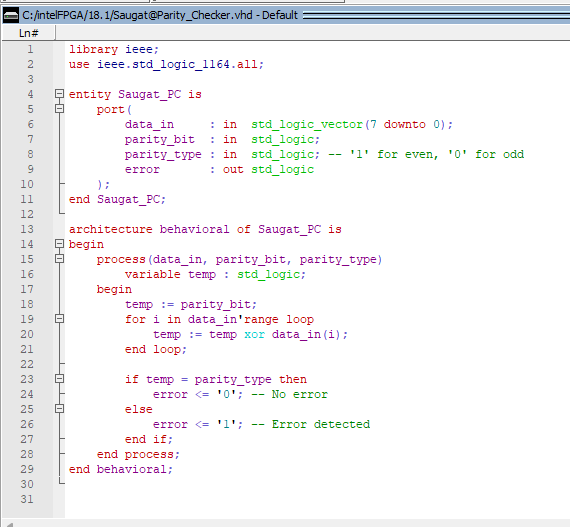 C:/intelFPGA/18.1/Saugat@Parity_Checker.vhd - Default
Ln#
1 library ieee;
2 use ieee.std_logic_1164.all;
3
4 entity Saugat_PC is
5 port(
6 data_in : in std_logic_vector(7 downto 0);
7 parity_bit : in std_logic;
8 parity_type : in std_logic; -- '1' for even, '0' for odd
9 error : out std_logic
10 );
11 end Saugat_PC;
12
13 architecture behavioral of Saugat_PC is
14 begin
15 process(data_in, parity_bit, parity_type)
16 variable temp : std_logic;
17 begin
18 temp := parity_bit;
19 for i in data_in'range loop
20 temp := temp xor data_in(i);
21 end loop;
22
23 if temp = parity_type then
24 error <= '0'; -- No error
25 else
26 error <= '1'; -- Error detected
27 end if;
28 end process;
29 end behavioral;
30
31